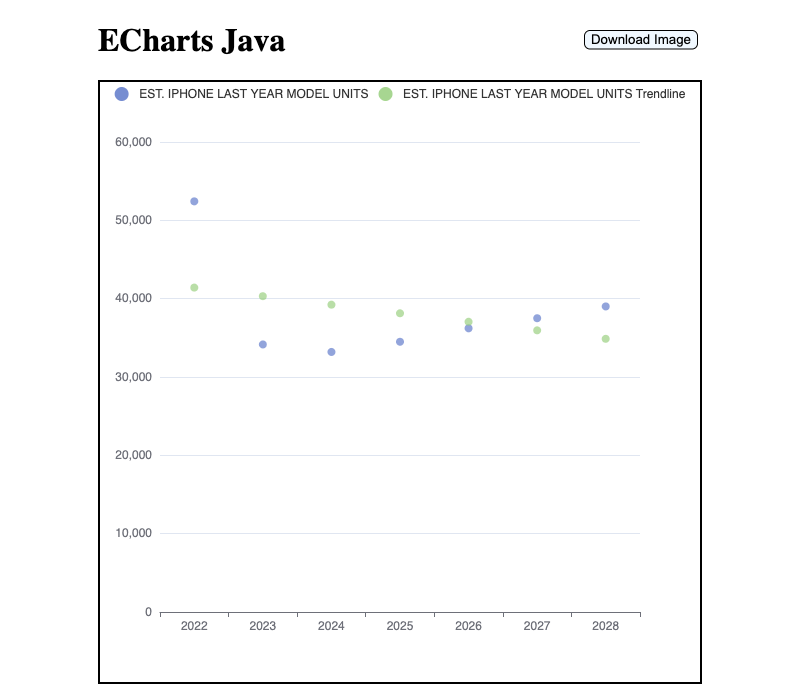 ECharts Java
Download Image
EST. IPHONE LAST YEAR MODEL UNITS
EST. IPHONE LAST YEAR MODEL UNITS Trendline
60,000
50,000
40,000
30,000
20,000
10,000
0
2022 2023 2024 2025 2026 2027 2028